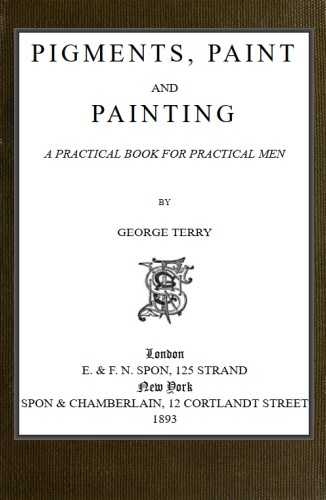 PIGMENTS, PAINT
AND
PAINTING
A PRACTICAL BOOK FOR PRACTICAL MEN
BY
GEORGE TERRY
London
E. & F. N. SPON, 125 STRAND
New York
SPON & CHAMBERLAIN, 12 CORTLANDT STREET
1893